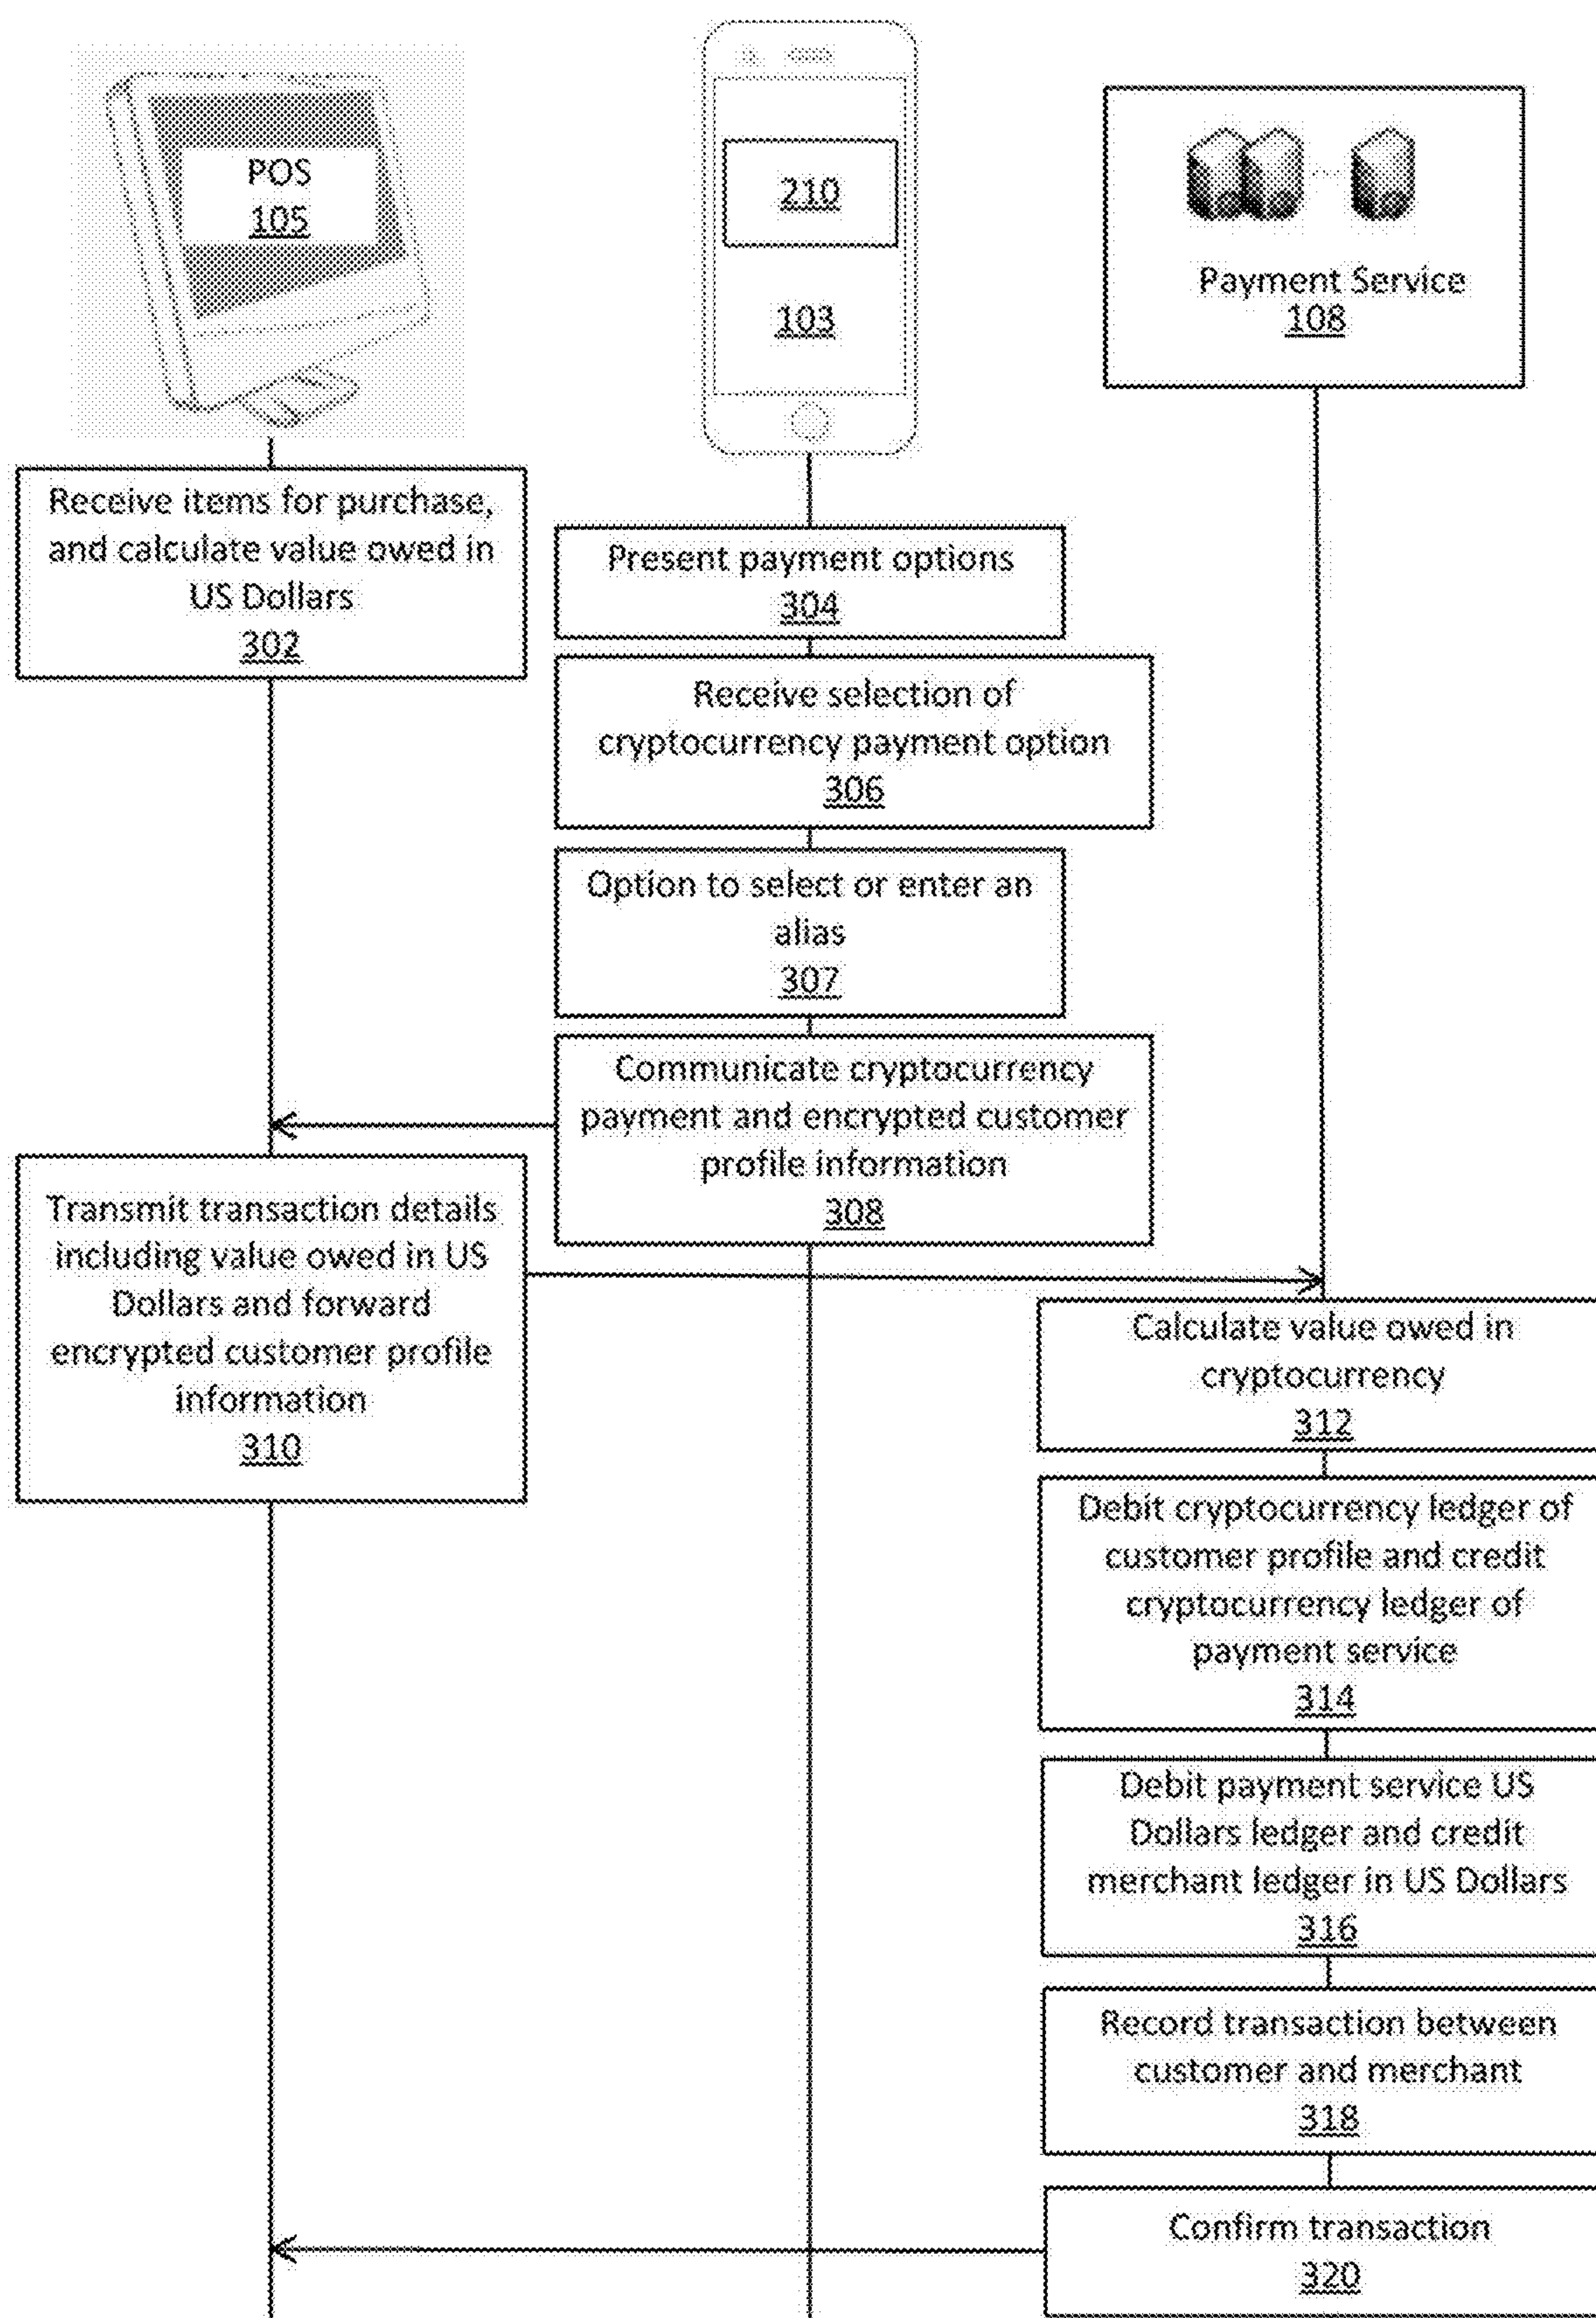 POS
105
210
103
Payment Service
108
Receive items for purchase,
and calculate value owed in
US Dollars
302
Present payment options
304
Receive selection of
cryptocurrency payment option
306
Option to select or enter an
alias
307
Communicate cryptocurrency
payment and encrypted customer
profile information
308
Transmit transaction details
including value owed in US
Dollars and forward
encrypted customer profile
information
310
Calculate value owed in
cryptocurrency
312
Debit cryptocurrency ledger of
customer profile and credit
cryptocurrency ledger of
payment service
314
Debit payment service US
Dollars ledger and credit
merchant ledger in US Dollars
316
Record transaction between
customer and merchant
318
Confirm transaction
320